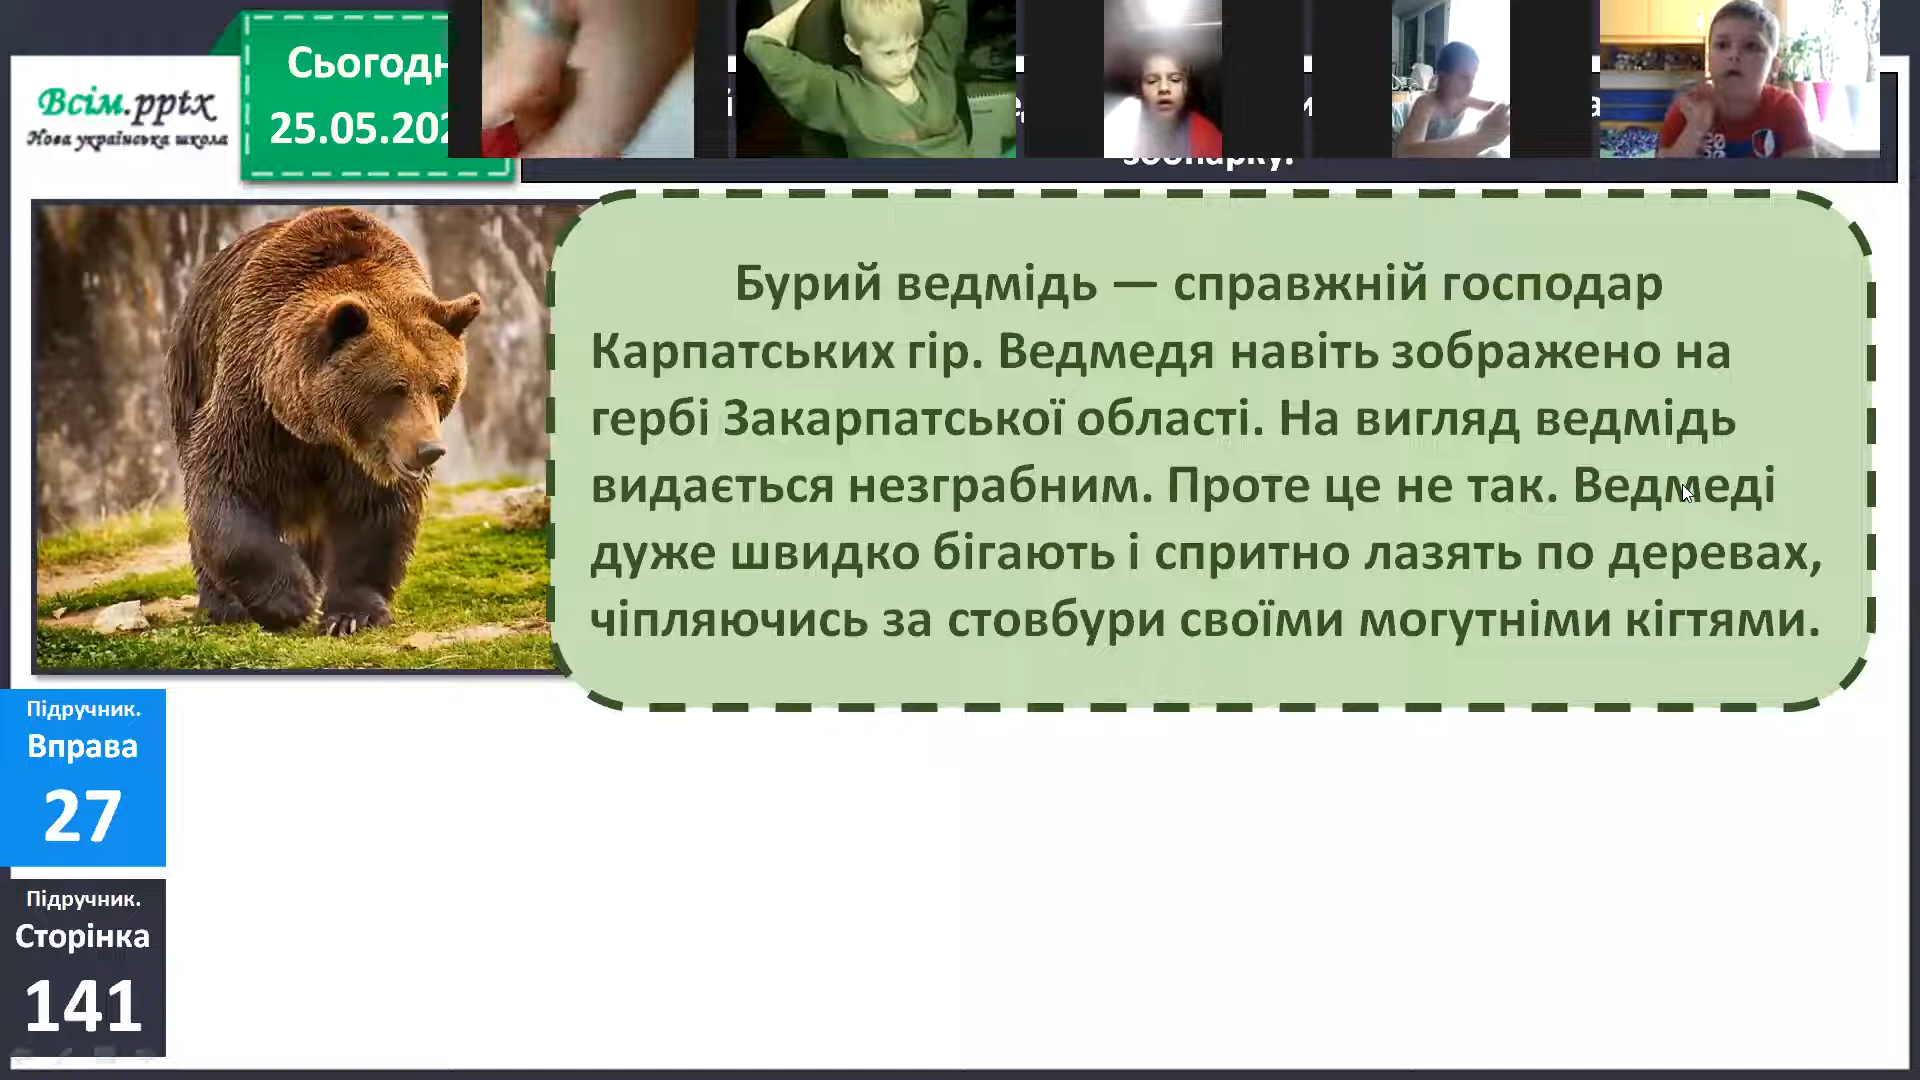 Всім.pptx
Нова українська школа
Сьогодн
25.05.202
зоопарку.
Бурий ведмідь — справжній господар
Карпатських гір. Ведмедя навіть зображено на
гербі Закарпатської області. На вигляд ведмідь
видається незграбним. Проте це не так. Ведмеді
дуже швидко бігають і спритно лазять по деревах,
чіпляючись за стовбури своїми могутніми кігтями.
Підручник.
Вправа
27
Підручник.
Сторінка
141